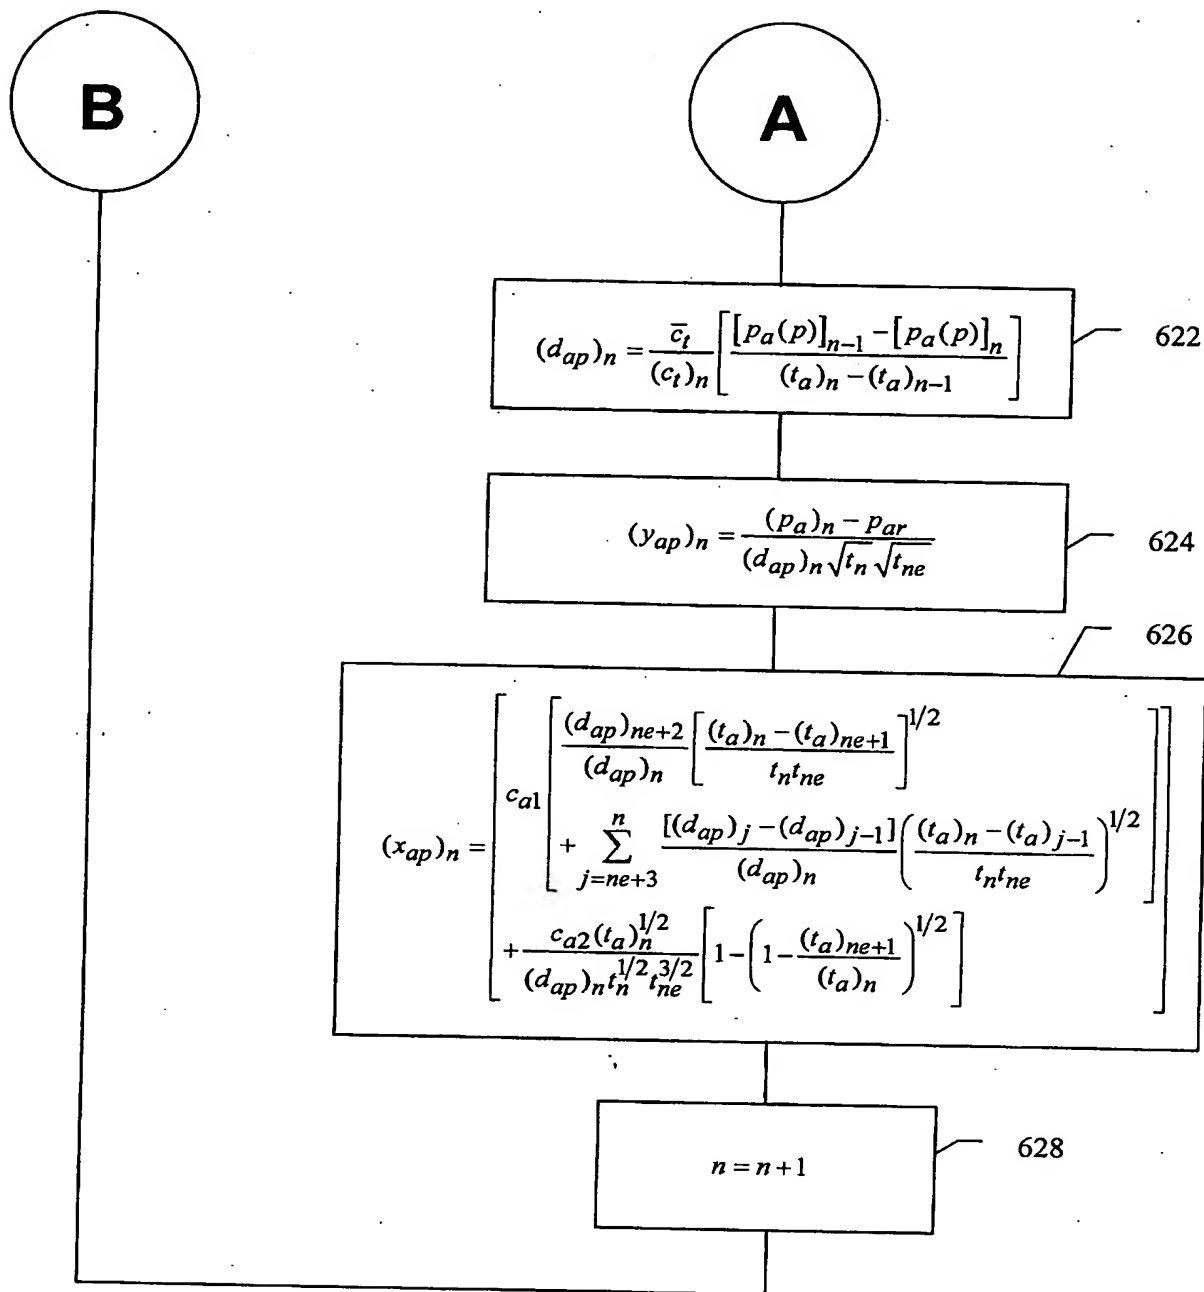 B
A
(d_{ap})_n = \frac{\overline{c}_t}{(c_t)_n} \left[ \frac{[p_a(p)]_{n-1} - [p_a(p)]_n}{(t_a)_n - (t_a)_{n-1}} \right]
622
(y_{ap})_n = \frac{(p_a)_n - p_{ar}}{(d_{ap})_n \sqrt{t_n} \sqrt{t_{ne}}}
624
626
(x_{ap})_n = \left[ c_{a1} \left[ \frac{(d_{ap})_{ne+2}}{(d_{ap})_n} \left[ \frac{(t_a)_n - (t_a)_{ne+1}}{t_n t_{ne}} \right]^{1/2}
+ \sum_{j=ne+3}^{n} \frac{[(d_{ap})_j - (d_{ap})_{j-1}]}{(d_{ap})_n} \left( \frac{(t_a)_n - (t_a)_{j-1}}{t_n t_{ne}} \right)^{1/2} \right]
+ \frac{c_{a2} (t_a)_n^{1/2}}{(d_{ap})_n t_n^{1/2} t_{ne}^{3/2}} \left[ 1 - \left( 1 - \frac{(t_a)_{ne+1}}{(t_a)_n} \right)^{1/2} \right] \right]
n = n + 1
628